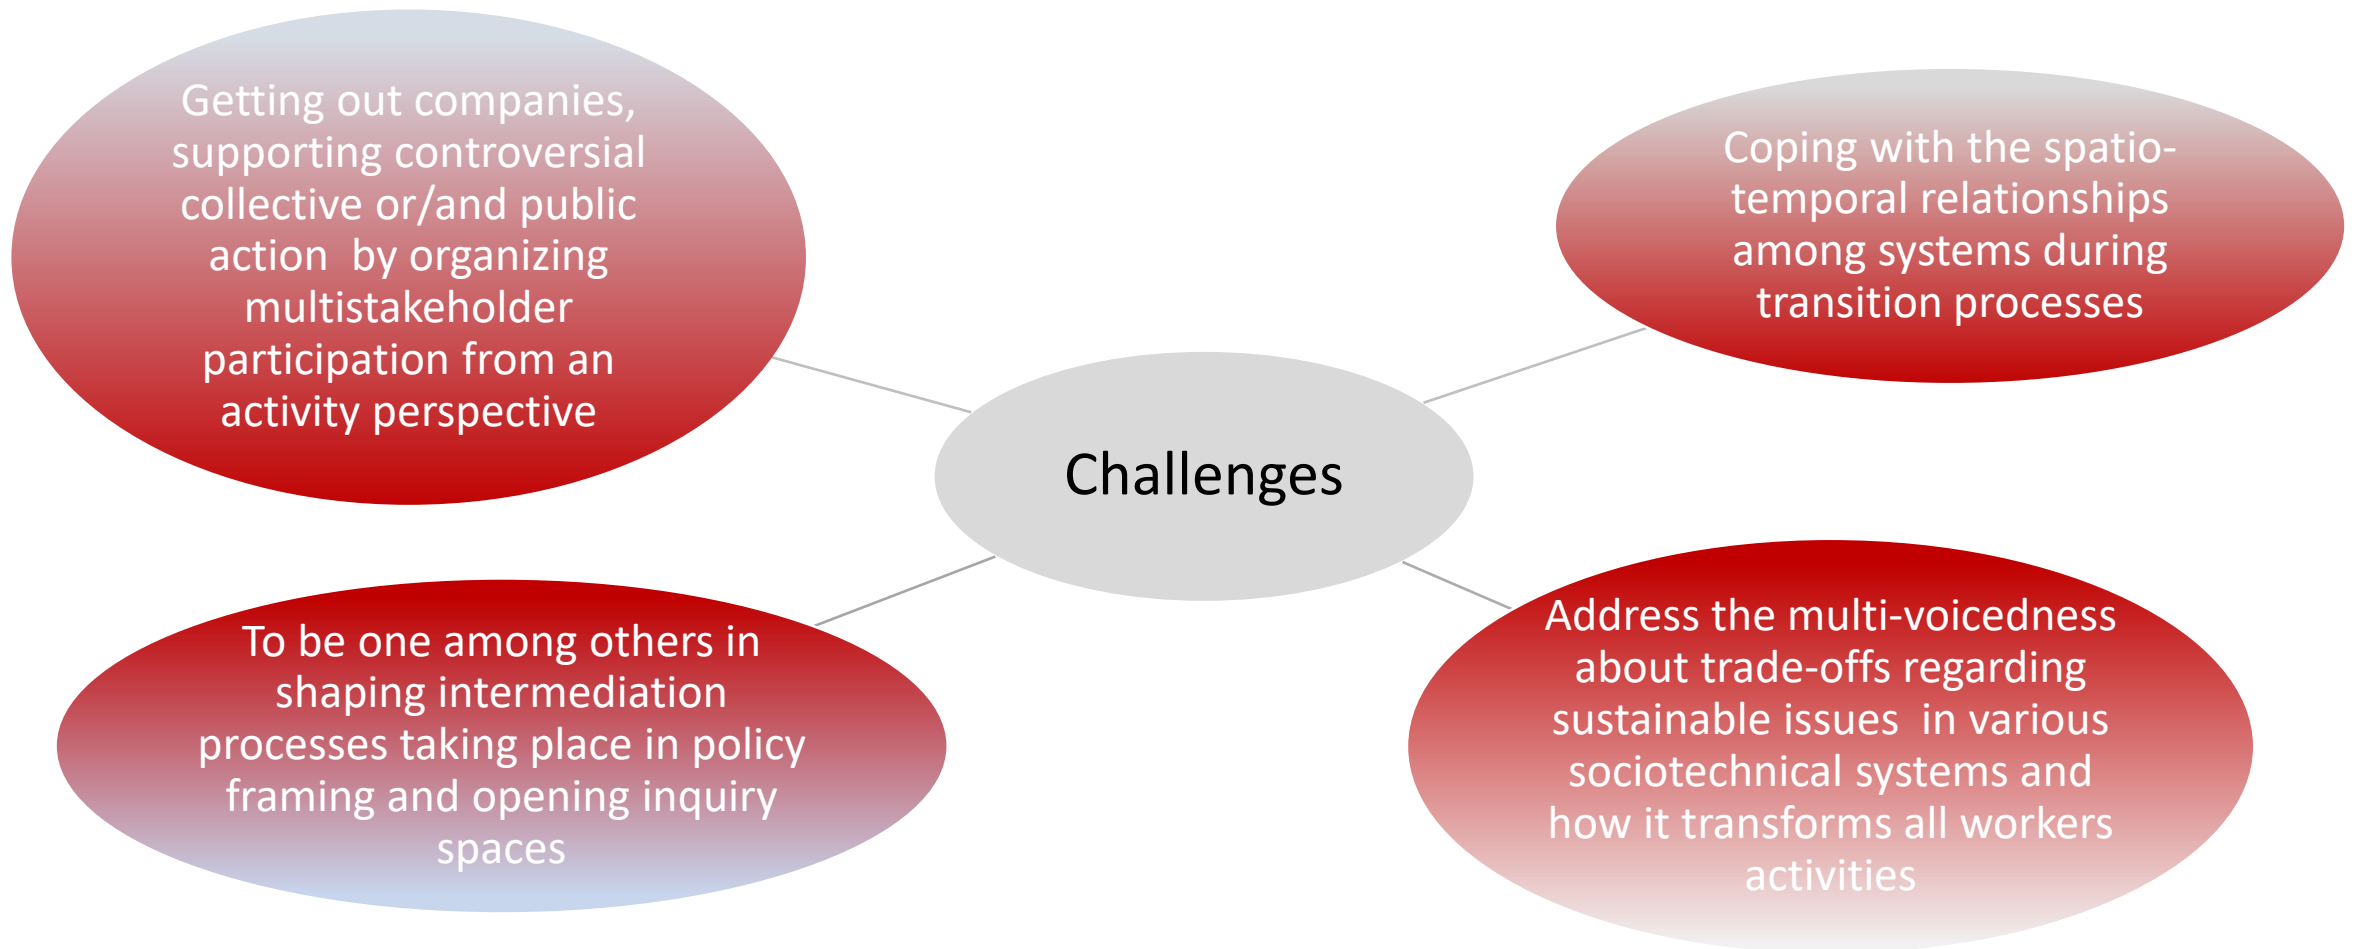 Getting out companies,
supporting controversial
collective or/and public
action  by organizing
multistakeholder
participation from an
activity perspective
Coping with the spatio-
temporal relationships
among systems during
transition processes
Challenges
To be one among others in
shaping intermediation
processes taking place in policy
framing and opening inquiry
spaces
Address the multi-voicedness
about trade-offs regarding
sustainable issues  in various
sociotechnical systems and
how it transforms all workers
activities